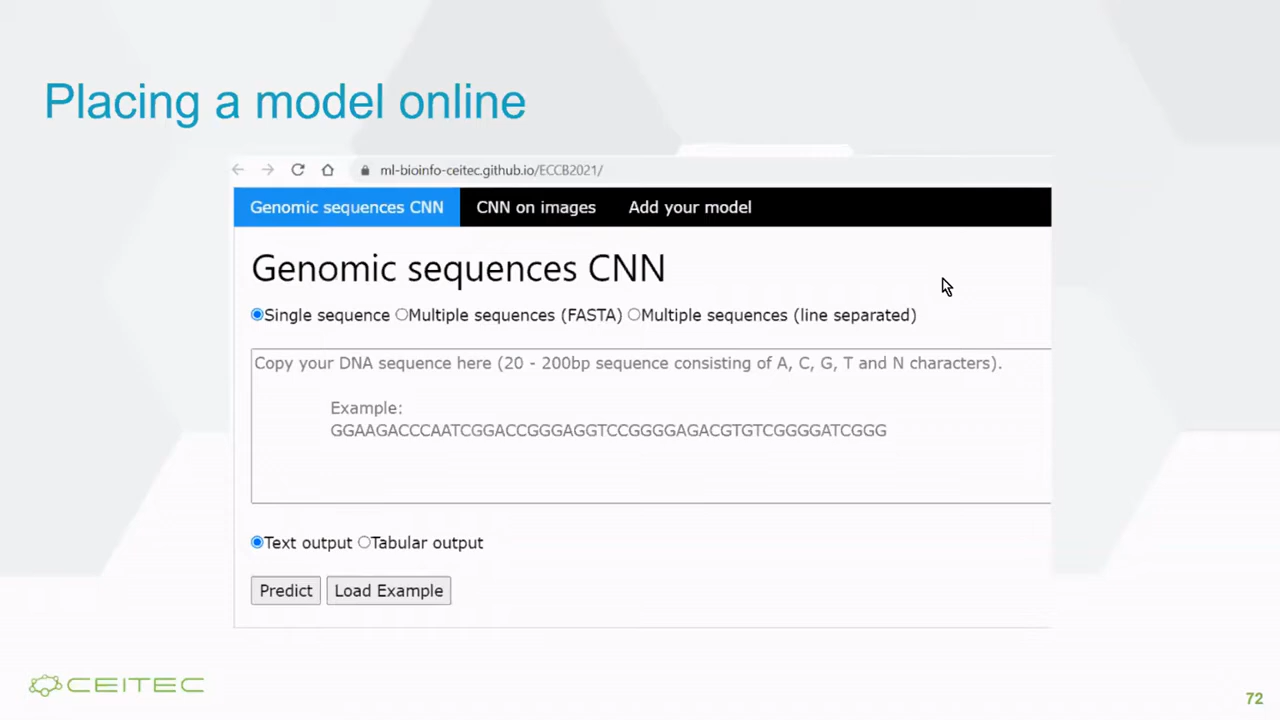 Placing a model online
ml-bioinfo-ceitec.github.io/ECCB2021/
Genomic sequences CNN CNN on images Add your model
Genomic sequences CNN
Single sequence Multiple sequences (FASTA) Multiple sequences (line separated)
Copy your DNA sequence here (20 - 200bp sequence consisting of A, C, G, T and N characters).
Example:
GGAAGACCCAATCGGACCGGGAGGTCCGGGGAGACGTGTCGGGGATCGGG
Text output Tabular output
Predict Load Example
CEITEC
72